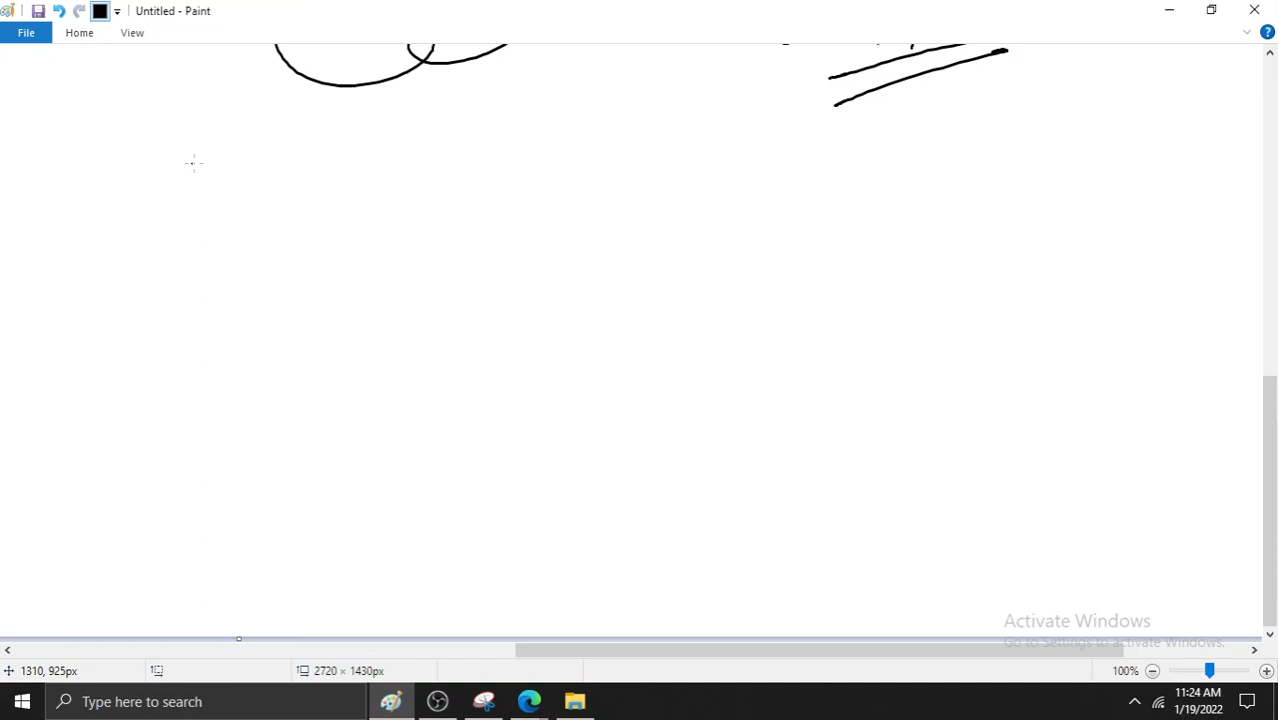 Untitled - Paint
File Home View
Activate Windows
Go to Settings to activate Windows.
1310, 925px 2720 × 1430px 100%
Type here to search
11:24 AM
1/19/2022